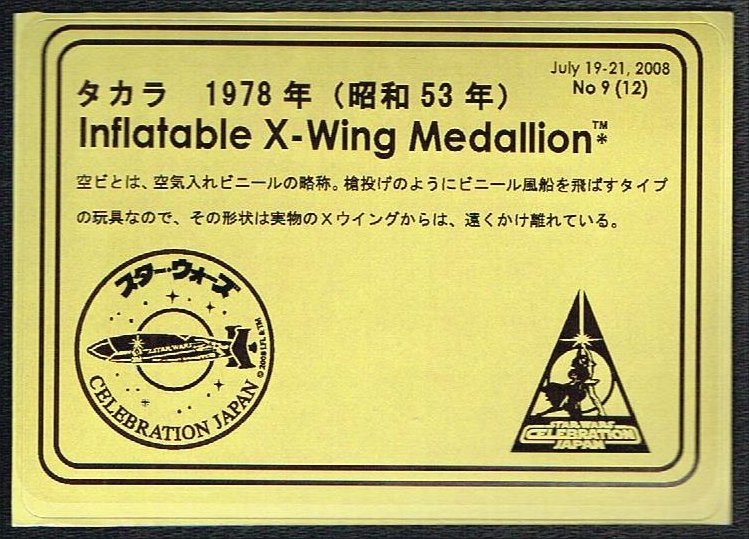 July 19-21, 2008
No 9 (12)
タカラ 1978年（昭和53年）
Inflatable X-Wing Medallion™*
空ビとは、空気入れビニールの略称。槍投げのようにビニール風船を飛ばすタイプ
の玩具なので、その形状は実物のXウイングからは、遠くかけ離れている。
スター・ウォーズ
STAR WARS
© 2008 LFL & TM
CELEBRATION JAPAN
STAR WARS
CELEBRATION
JAPAN